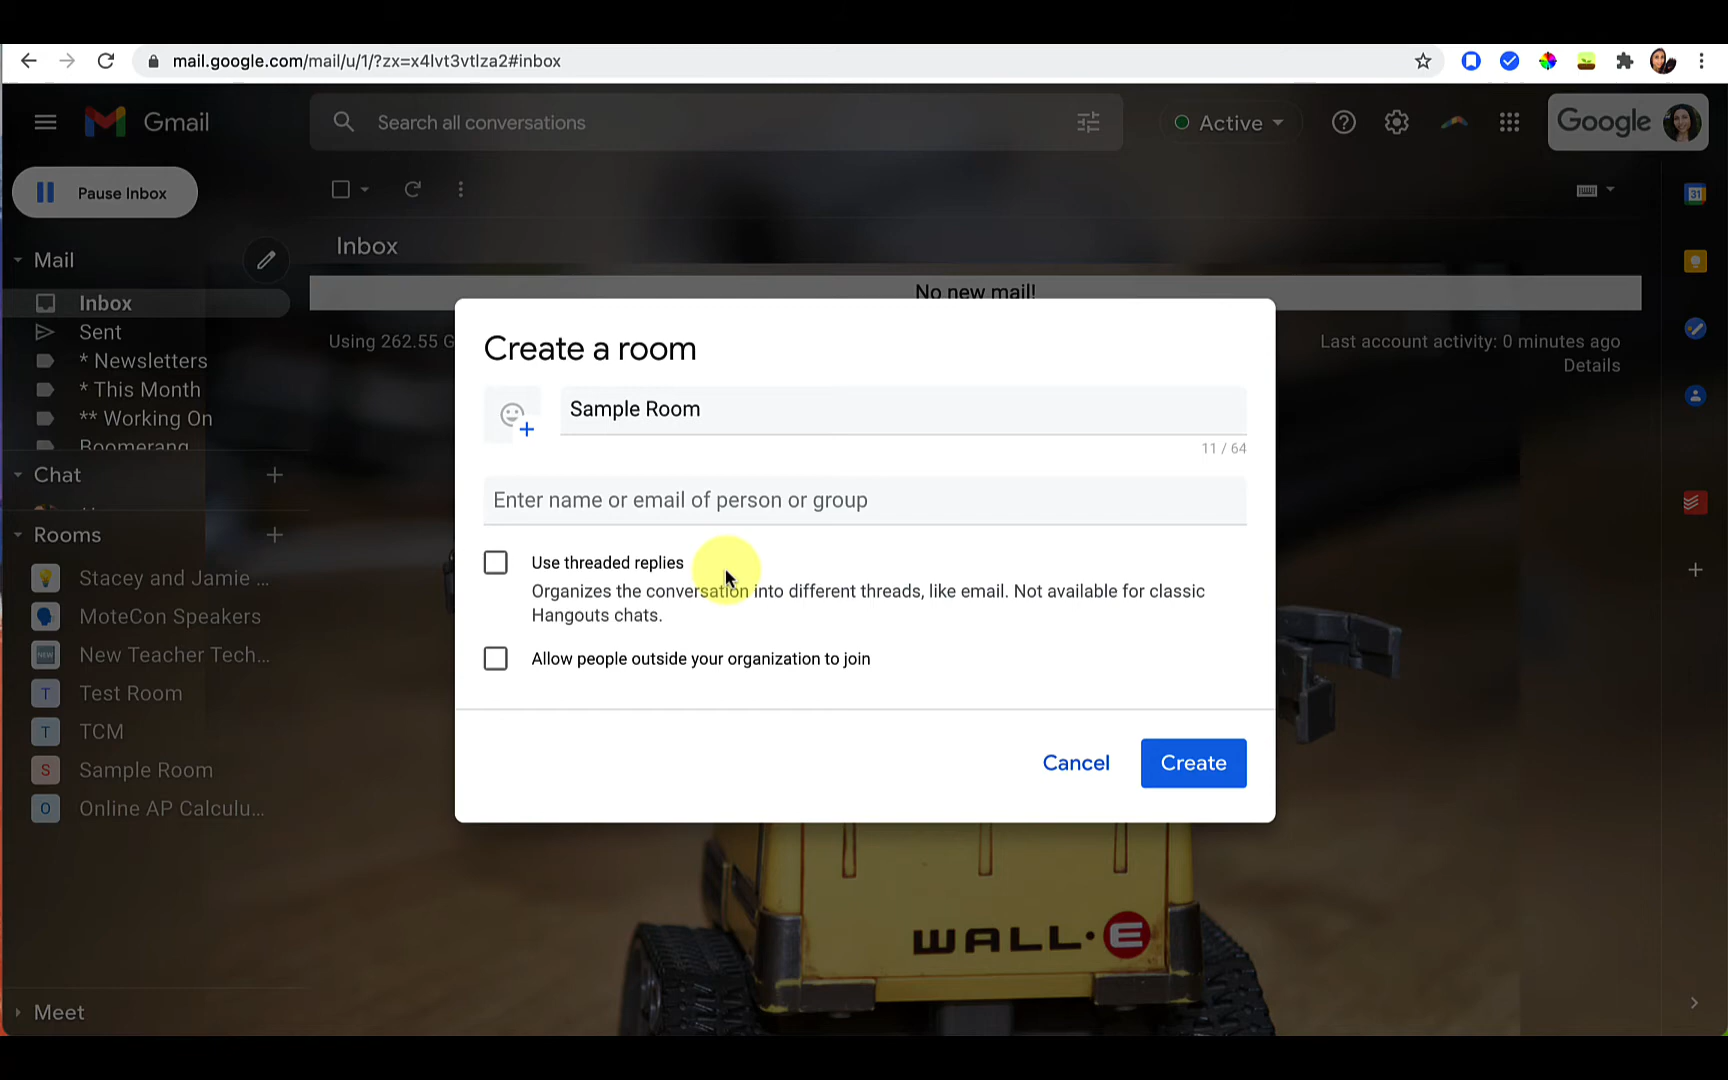 mail.google.com/mail/u/1/?zx=x4lvt3vtlza2#inbox
Gmail
Search all conversations
Active
Google
Pause Inbox
31
Mail
Inbox
No new mail!
Inbox
Sent
* Newsletters
* This Month
** Working On
Boomerang
Using 262.55 G
Last account activity: 0 minutes ago
Details
Chat
Rooms
Stacey and Jamie ...
MoteCon Speakers
NEW
New Teacher Tech...
T
Test Room
T
TCM
S
Sample Room
O
Online AP Calculu...
Meet
Create a room
Sample Room
11 / 64
Enter name or email of person or group
Use threaded replies
Organizes the conversation into different threads, like email. Not available for classic
Hangouts chats.
Allow people outside your organization to join
Cancel
Create
WALL·E